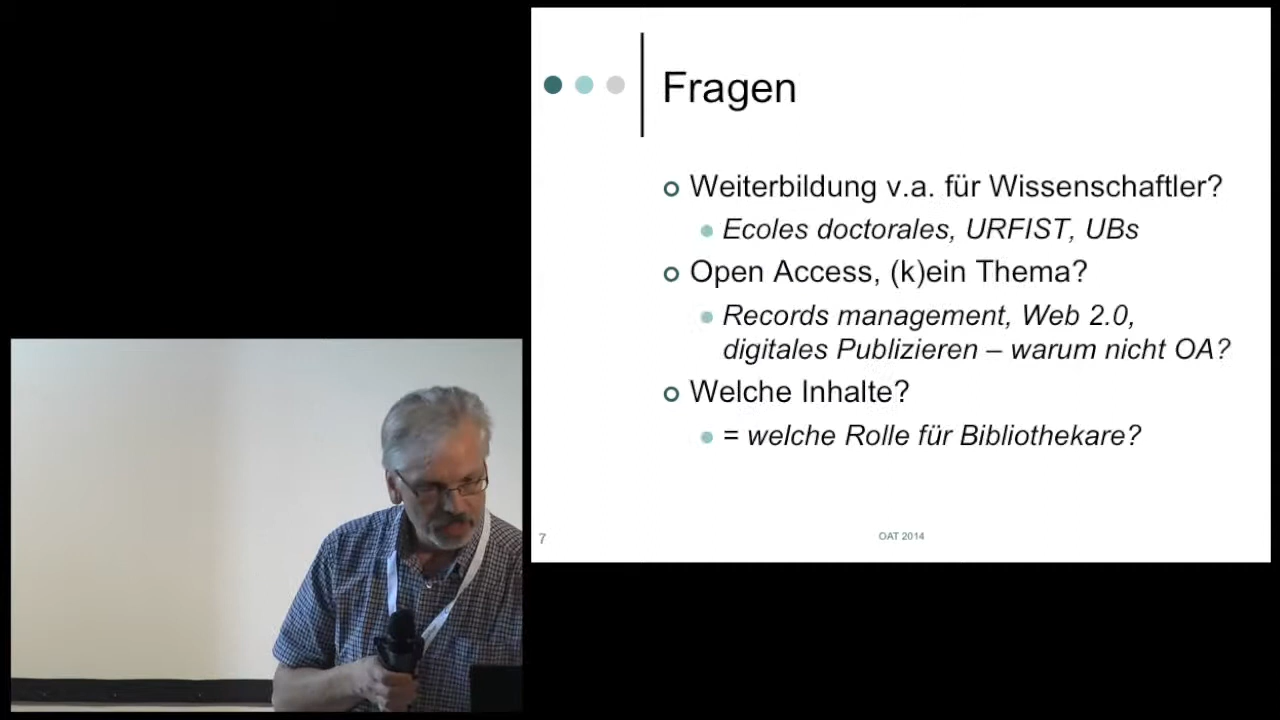 Fragen
Weiterbildung v.a. für Wissenschaftler?
Ecoles doctorales, URFIST, UBs
Open Access, (k)ein Thema?
Records management, Web 2.0,
digitales Publizieren – warum nicht OA?
Welche Inhalte?
= welche Rolle für Bibliothekare?
7
OAT 2014